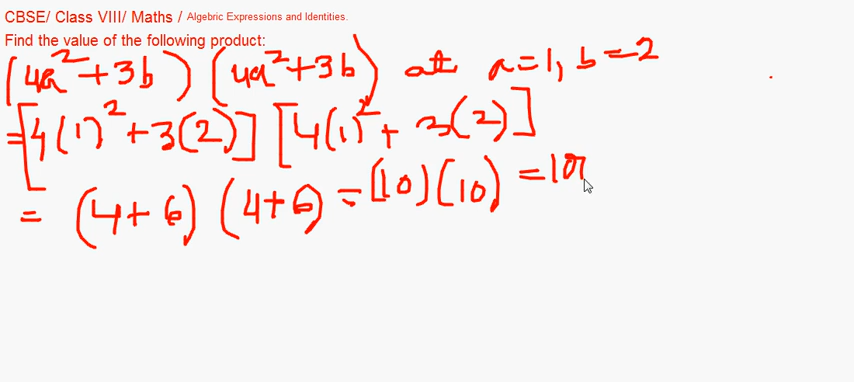 CBSE/ Class VIII/ Maths / Algebric Expressions and Identities.
Find the value of the following product:
(4a²+3b) (4a²+3b) at a=1, b=2
=[4(1)²+3(2)] [4(1)²+3(2)]
= (4+6) (4+6) = (10)(10) =10